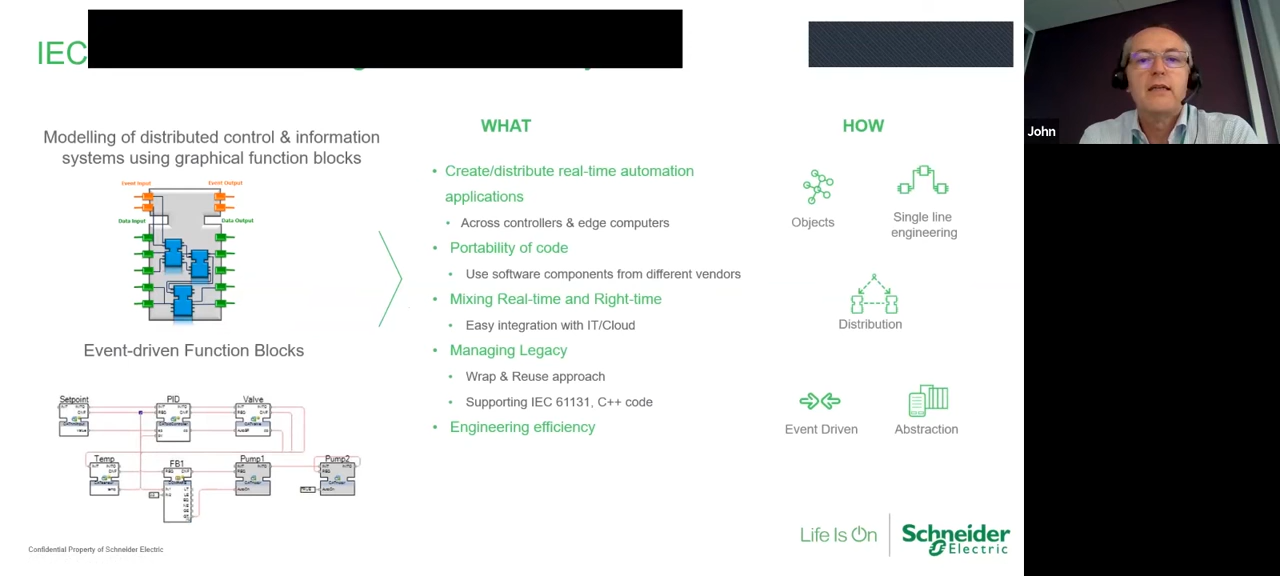 IEC
Modelling of distributed control & information
systems using graphical function blocks
Event Input
Event Output
Data Input
Data Output
Event-driven Function Blocks
Setpoint
PID
Valve
Temp
FB1
Pump1
Pump2
WHAT
• Create/distribute real-time automation
applications
• Across controllers & edge computers
• Portability of code
• Use software components from different vendors
• Mixing Real-time and Right-time
• Easy integration with IT/Cloud
• Managing Legacy
• Wrap & Reuse approach
• Supporting IEC 61131, C++ code
• Engineering efficiency
HOW
Objects
Single line
engineering
Distribution
Event Driven
Abstraction
Confidential Property of Schneider Electric
Life Is On
Schneider
Electric
John